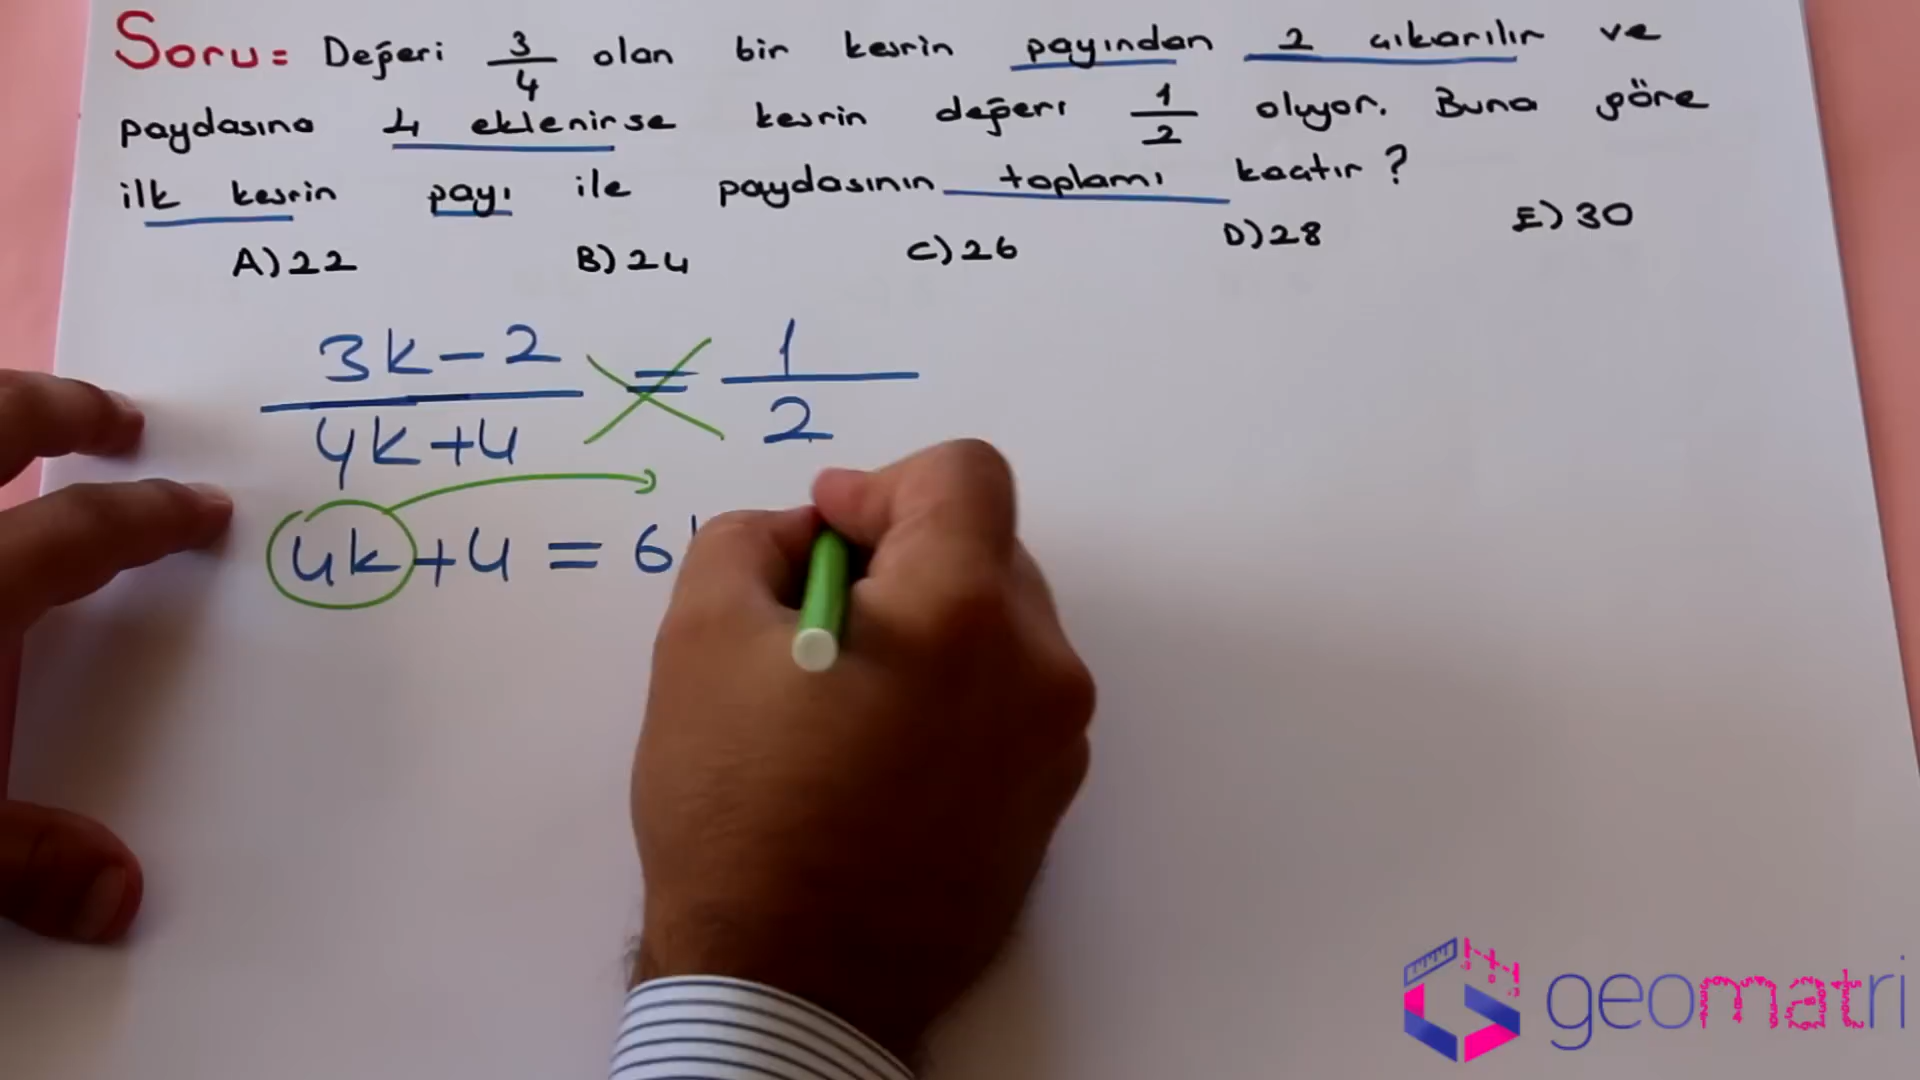 Soru= Değeri 3/4 olan bir kesrin payından 2 çıkarılır ve
paydasına 4 eklenirse kesrin değeri 1/2 oluyor. Buna göre
ilk kesrin payı ile paydasının toplamı kaçtır?
A) 22 B) 24 C) 26 D) 28 E) 30
3k-2 = 1
4k+4 2
4k+4 = 6
geomatri